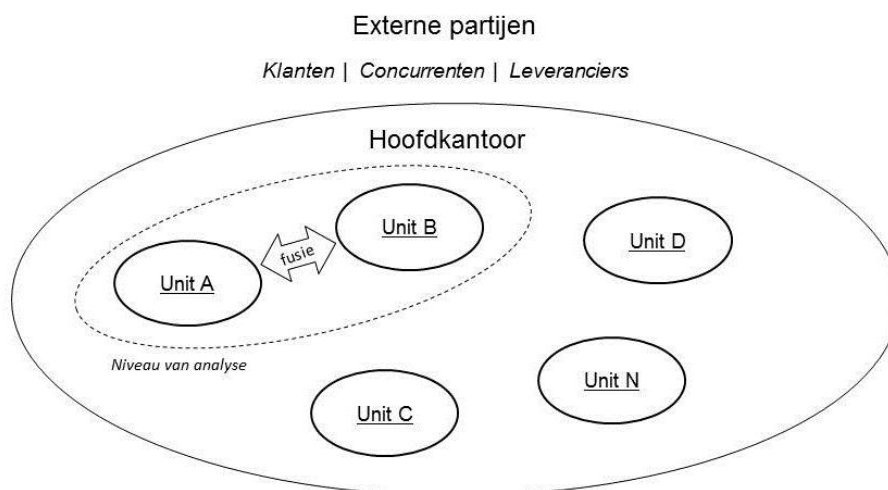 Externe partijen
Klanten | Concurrenten | Leveranciers
Hoofdkantoor
Unit B
Unit D
fusie
Unit A
Niveau van analyse
Unit N
Unit C